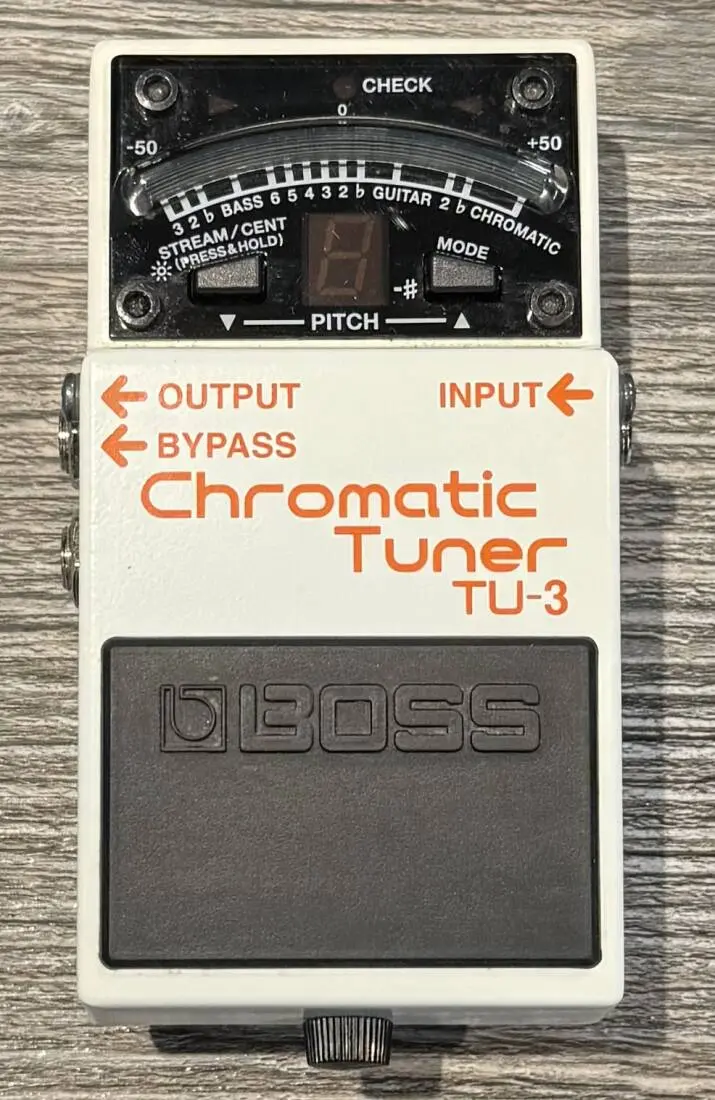 CHECK
0
-50 +50
3 2 ♭ BASS 6 5 4 3 2 ♭ GUITAR 2 ♭ CHROMATIC
STREAM/CENT
(PRESS&HOLD)
MODE
-#
▼ PITCH ▲
← OUTPUT
INPUT ←
← BYPASS
Chromatic
Tuner
TU-3
BOSS